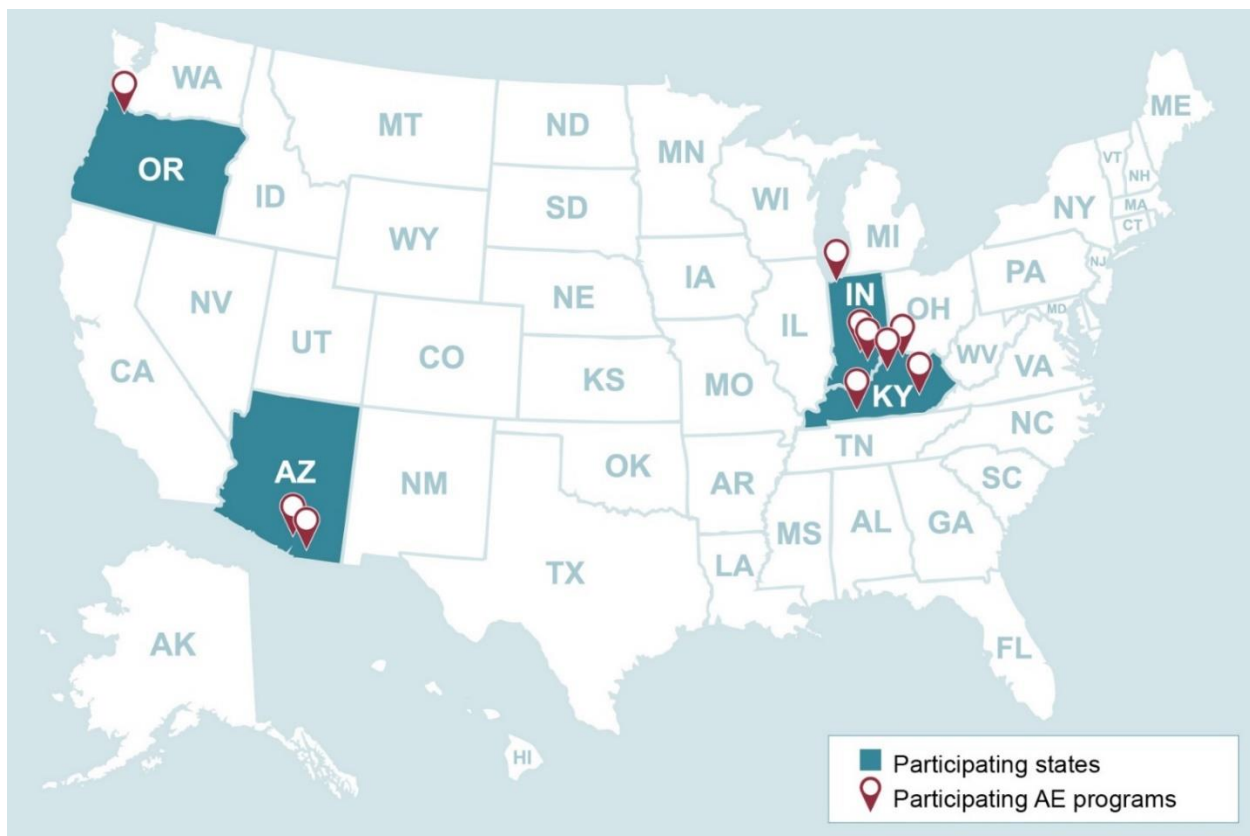 WA
MT
ND
MN
ME
OR
ID
SD
WI
VT
NH
NY
MA
CT
WY
MI
IA
PA
NJ
NV
NE
IL
IN
OH
MD
UT
CO
KS
MO
WV
VA
CA
KY
NC
AZ
NM
OK
AR
TN
SC
MS
AL
GA
TX
LA
AK
FL
HI
Participating states
Participating AE programs